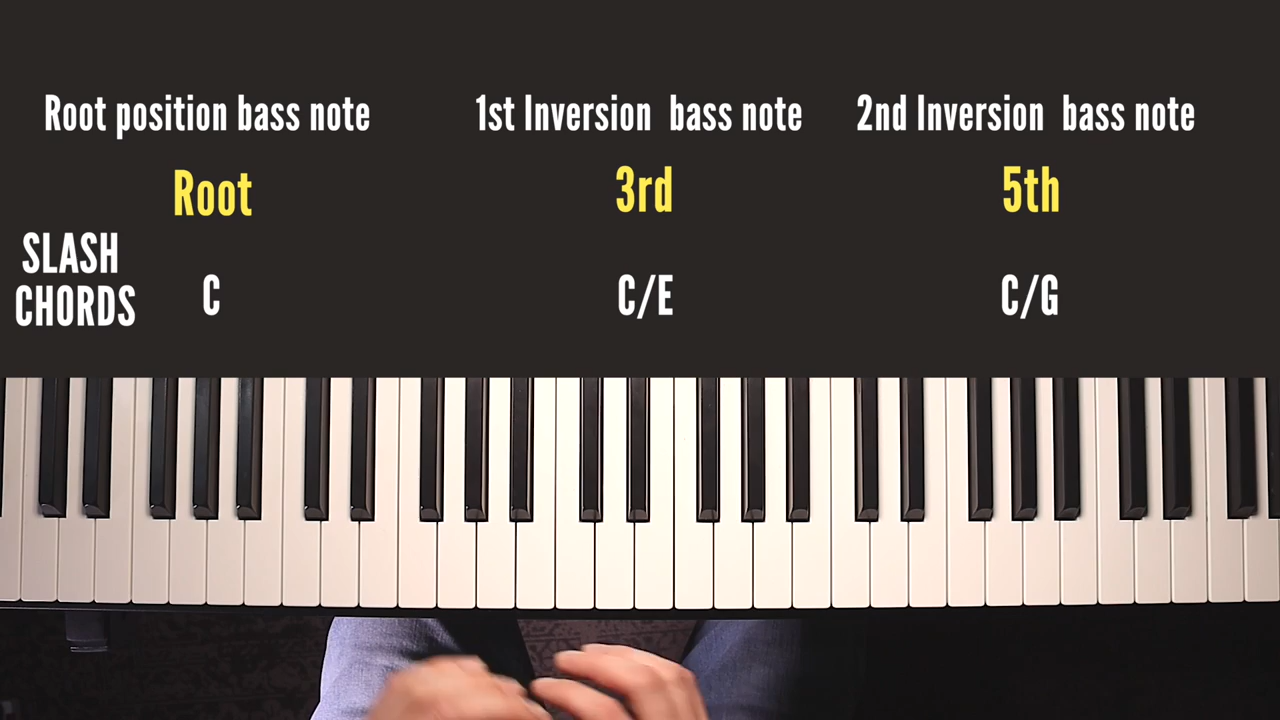 Root position bass note
1st Inversion bass note
2nd Inversion bass note
Root
3rd
5th
SLASH
CHORDS
C
C/E
C/G